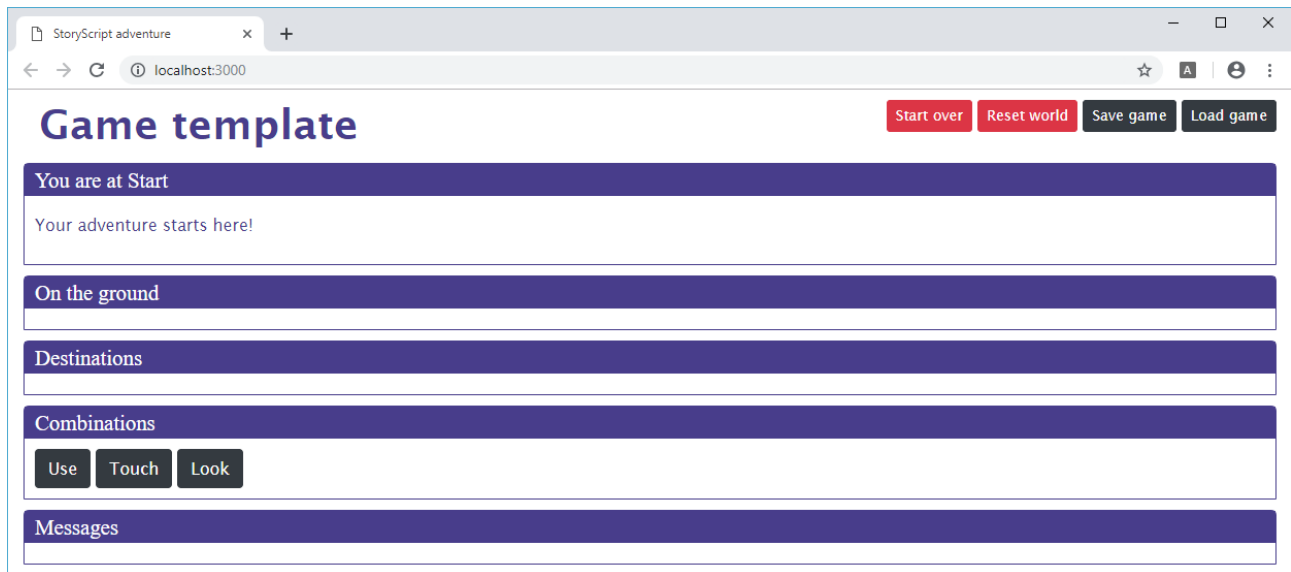 StoryScript adventure
localhost:3000
A
Game template
Start over Reset world Save game Load game
You are at Start
Your adventure starts here!
On the ground
Destinations
Combinations
Use Touch Look
Messages